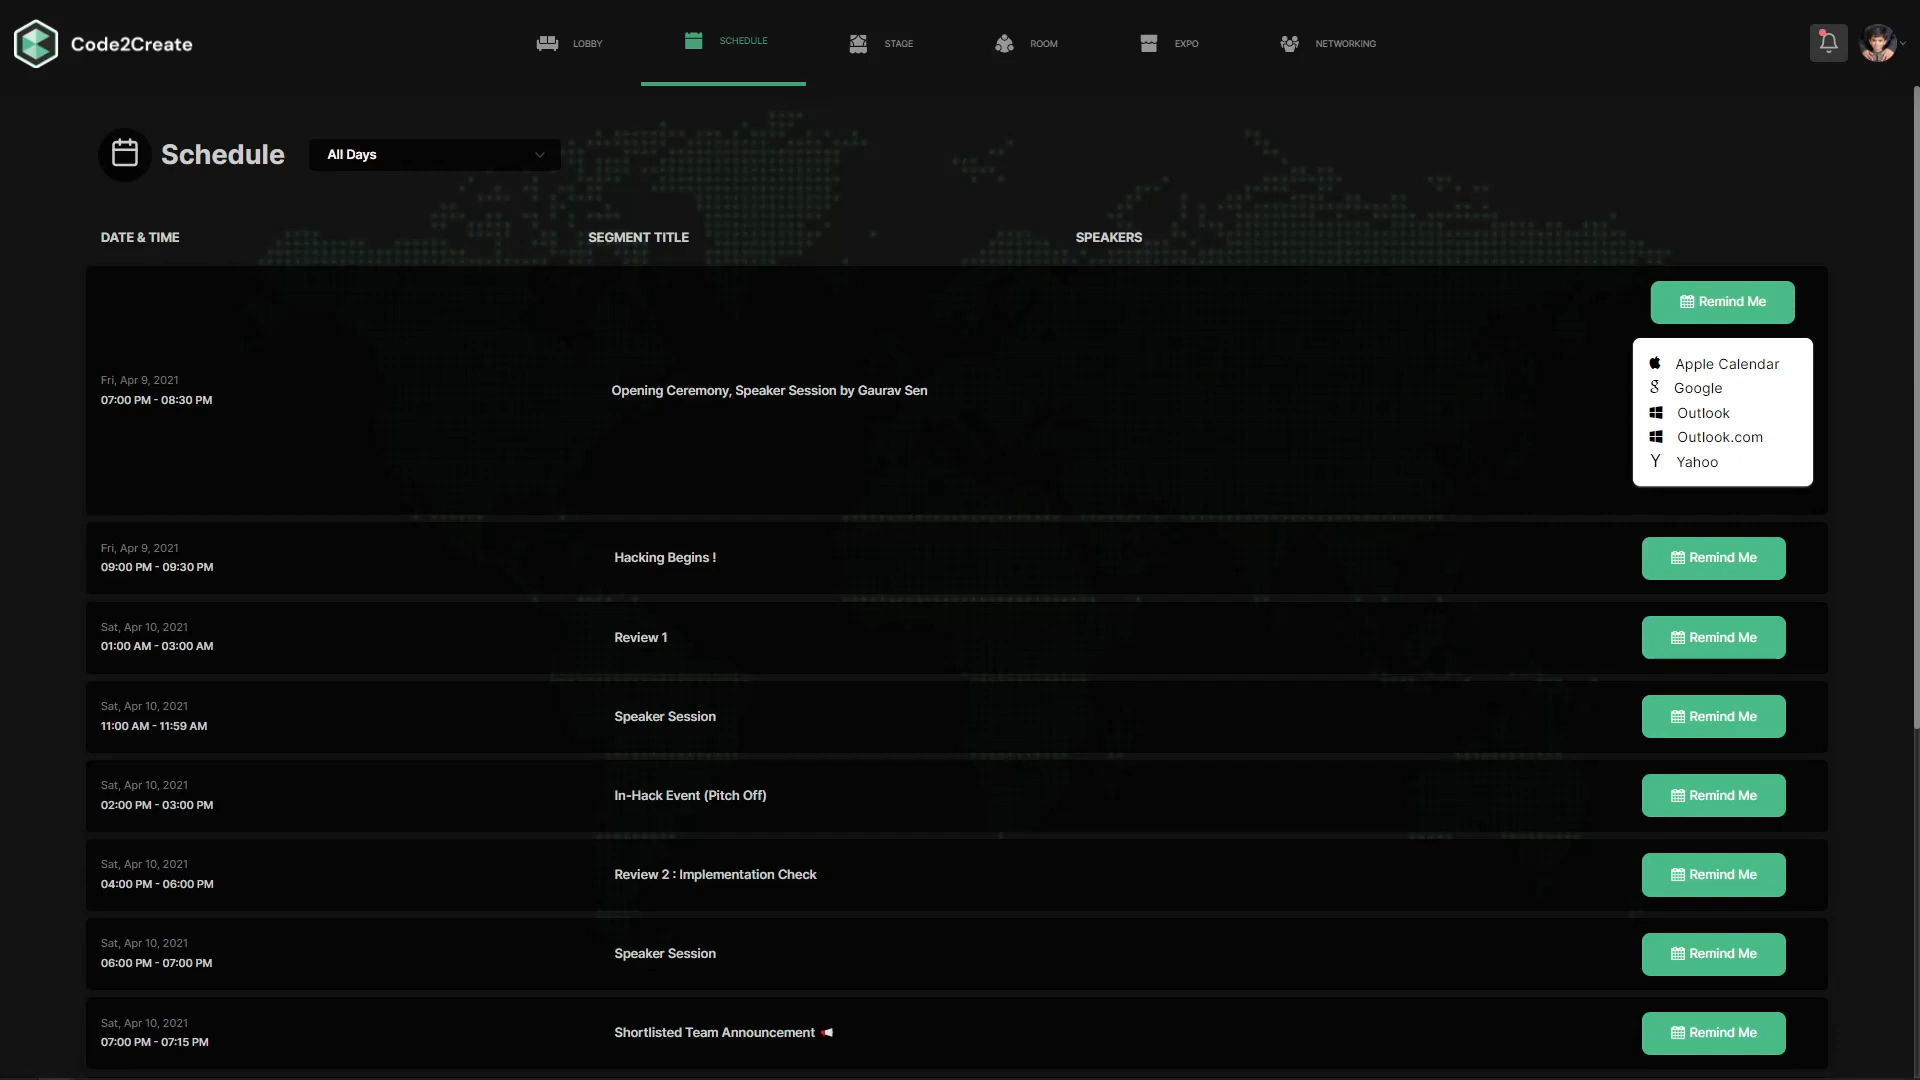 Code2Create
LOBBY
SCHEDULE
STAGE
ROOM
EXPO
NETWORKING
Schedule
All Days
DATE & TIME
SEGMENT TITLE
SPEAKERS
Fri, Apr 9, 2021
07:00 PM - 08:30 PM
Opening Ceremony, Speaker Session by Gaurav Sen
Remind Me
Apple Calendar
Google
Outlook
Outlook.com
Yahoo
Fri, Apr 9, 2021
09:00 PM - 09:30 PM
Hacking Begins !
Remind Me
Sat, Apr 10, 2021
01:00 AM - 03:00 AM
Review 1
Remind Me
Sat, Apr 10, 2021
11:00 AM - 11:59 AM
Speaker Session
Remind Me
Sat, Apr 10, 2021
02:00 PM - 03:00 PM
In-Hack Event (Pitch Off)
Remind Me
Sat, Apr 10, 2021
04:00 PM - 06:00 PM
Review 2 : Implementation Check
Remind Me
Sat, Apr 10, 2021
06:00 PM - 07:00 PM
Speaker Session
Remind Me
Sat, Apr 10, 2021
07:00 PM - 07:15 PM
Shortlisted Team Announcement
Remind Me